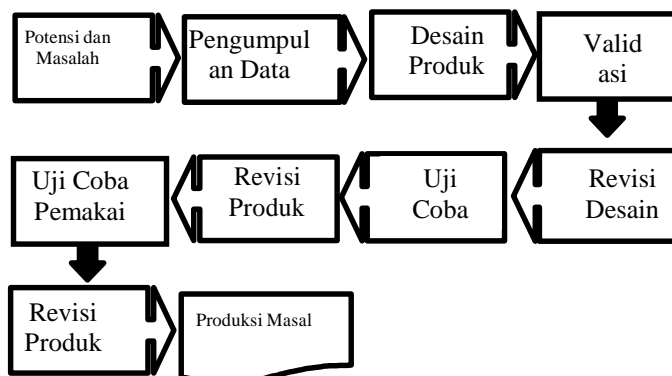 Potensi dan
Masalah
Pengumpul
an Data
Desain
Produk
Valid
asi
Revisi
Desain
Uji
Coba
Revisi
Produk
Uji Coba
Pemakai
Revisi
Produk
Produksi Masal